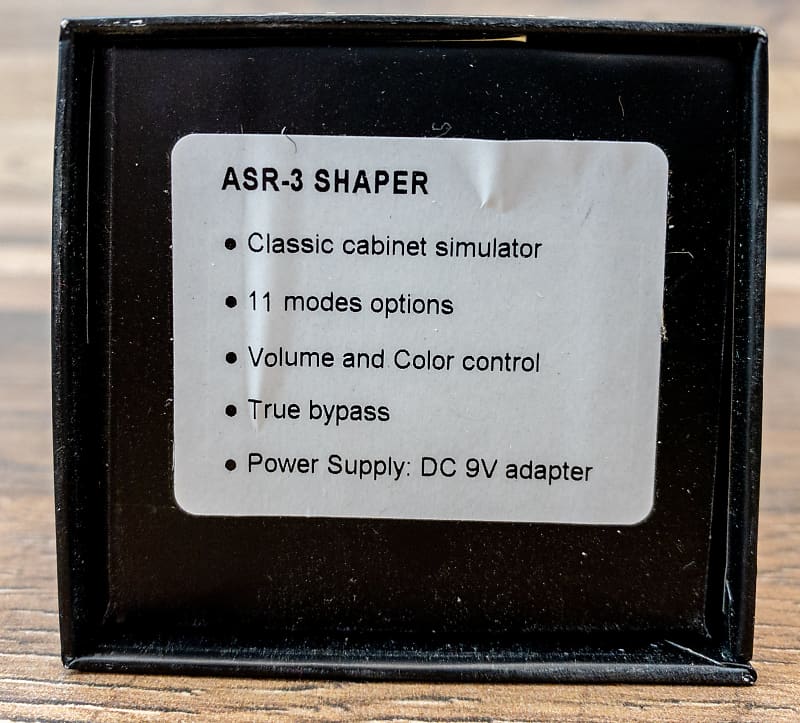 ASR-3 SHAPER
• Classic cabinet simulator
• 11 modes options
• Volume and Color control
• True bypass
• Power Supply: DC 9V adapter